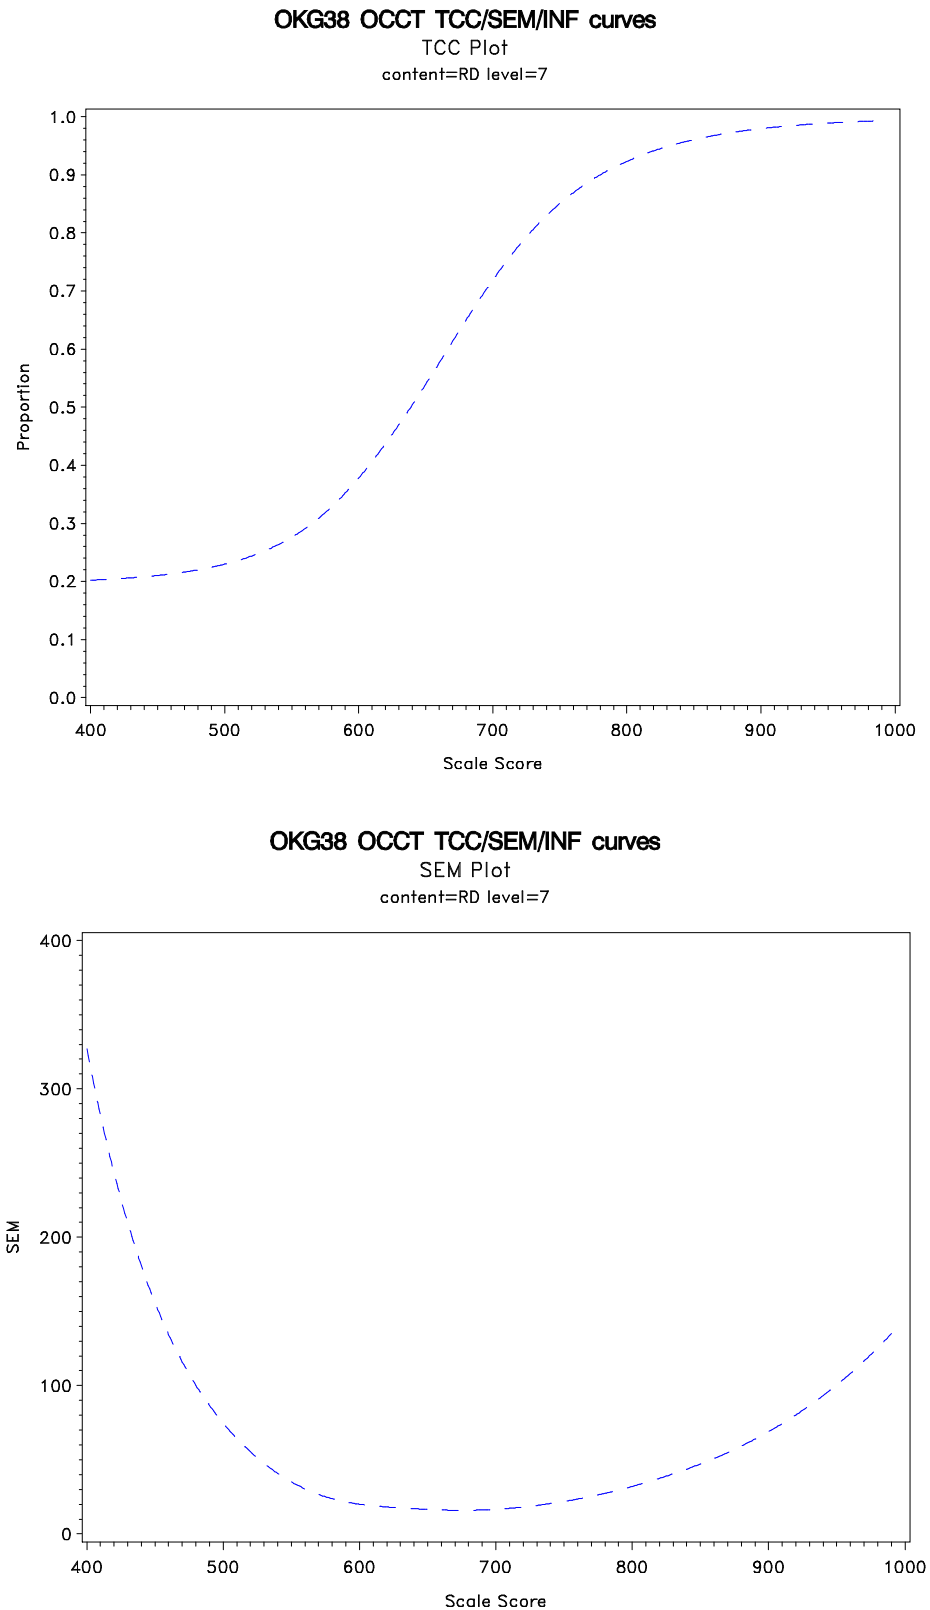 OKG38 OCCT TCC/SEM/INF curves
TCC Plot
content=RD level=7
1.0
0.9
0.8
0.7
0.6
0.5
0.4
0.3
0.2
0.1
0.0
Proportion
400 500 600 700 800 900 1000
Scale Score
OKG38 OCCT TCC/SEM/INF curves
SEM Plot
content=RD level=7
400
300
200
100
0
SEM
400 500 600 700 800 900 1000
Scale Score